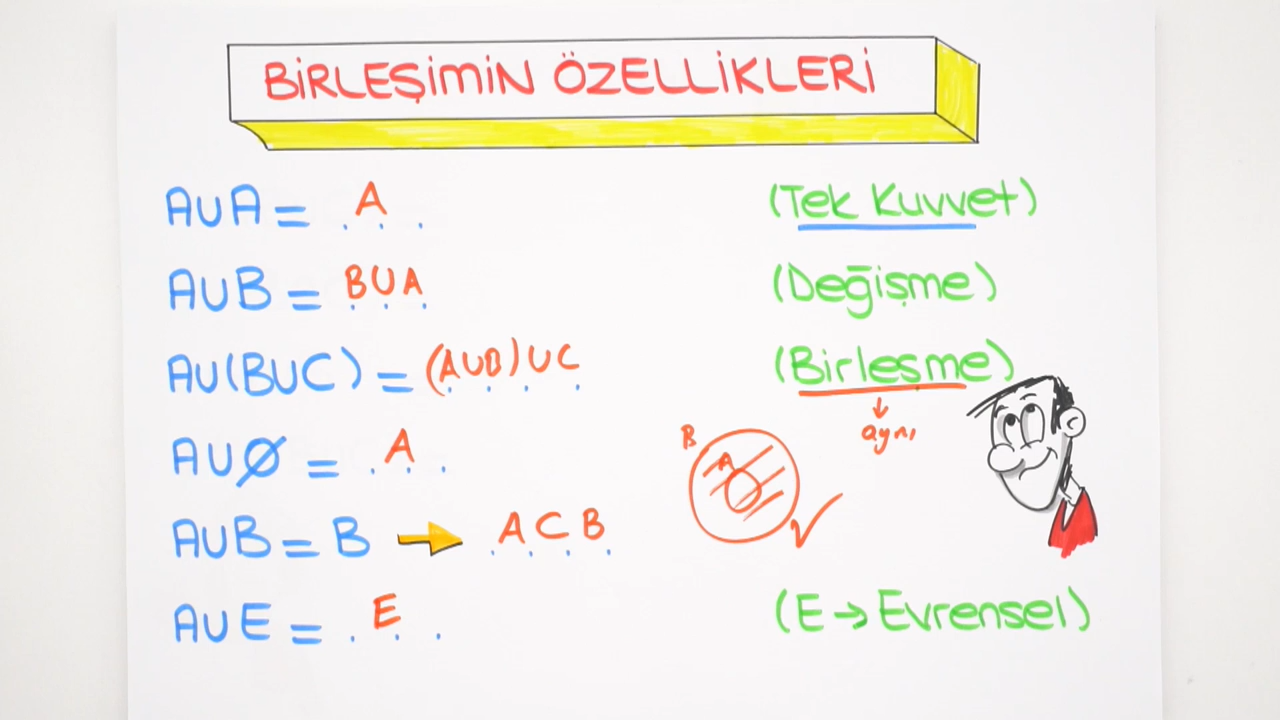 BİRLEŞİMİN ÖZELLİKLERİ
A∪A = A (Tek Kuvvet)
A∪B = B∪A (Değişme)
A∪(B∪C) = (A∪B)∪C (Birleşme)
aynı
B
A
A∪∅ = A
A∪B = B → A⊂B
A∪E = E (E → Evrensel)